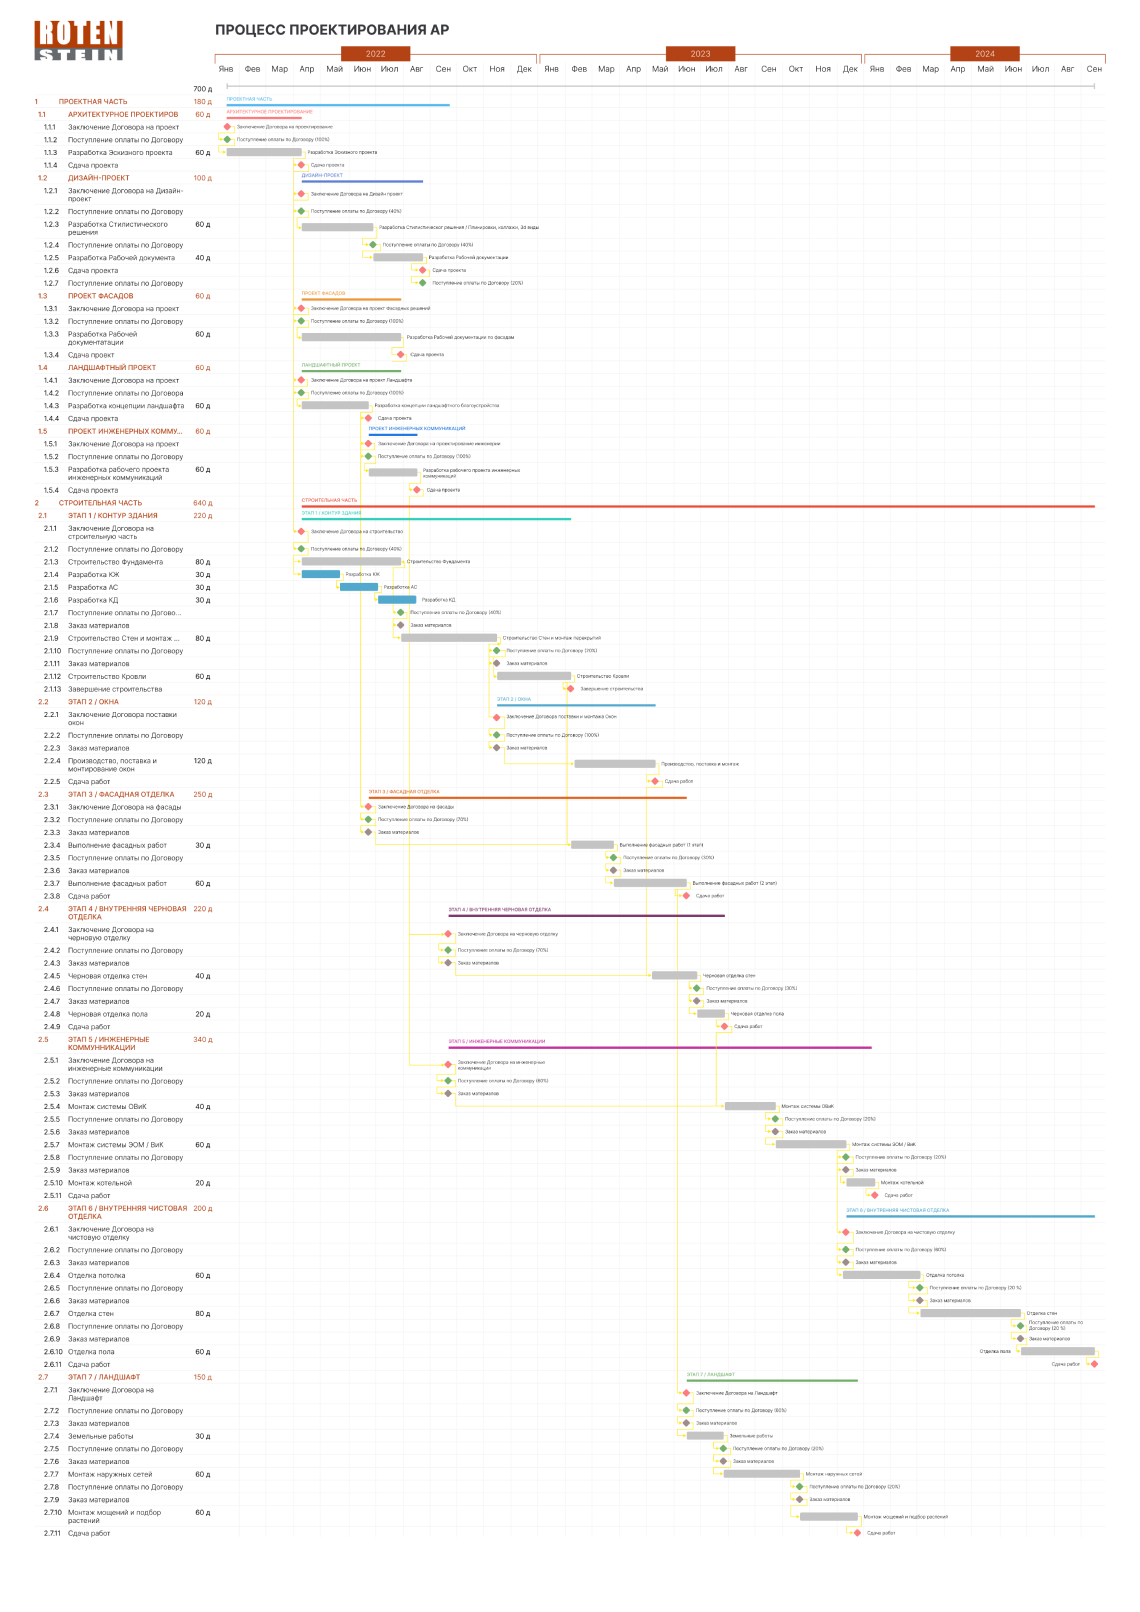 ROTEN
STEIN
ПРОЦЕСС ПРОЕКТИРОВАНИЯ АР
2022 2023 2024
Янв Фев Мар Апр Май Июн Июл Авг Сен Окт Ноя Дек Янв Фев Мар Апр Май Июн Июл Авг Сен Окт Ноя Дек Янв Фев Мар Апр Май Июн Июл Авг Сен
700 д
1 ПРОЕКТНАЯ ЧАСТЬ 180 д ПРОЕКТНАЯ ЧАСТЬ
1.1 АРХИТЕКТУРНОЕ ПРОЕКТИРОВ 60 д АРХИТЕКТУРНОЕ ПРОЕКТИРОВАНИЕ
1.1.1 Заключение Договора на проект Заключение Договора на проектирование
1.1.2 Поступление оплаты по Договору Поступление оплаты по Договору (100%)
1.1.3 Разработка Эскизного проекта 60 д Разработка Эскизного проекта
1.1.4 Сдача проекта Сдача проекта
1.2 ДИЗАЙН-ПРОЕКТ 100 д ДИЗАЙН-ПРОЕКТ
1.2.1 Заключение Договора на Дизайн-
проект Заключение Договора на Дизайн проект
1.2.2 Поступление оплаты по Договору Поступление оплаты по Договору (40%)
1.2.3 Разработка Стилистического
решения 60 д Разработка Стилистического решения / Планировки, коллажи, 3d виды
1.2.4 Поступление оплаты по Договору Поступление оплаты по Договору (40%)
1.2.5 Разработка Рабочей документа 40 д Разработка Рабочей документации
1.2.6 Сдача проекта Сдача проекта
1.2.7 Поступление оплаты по Договору Поступление оплаты по Договору (20%)
1.3 ПРОЕКТ ФАСАДОВ 60 д ПРОЕКТ ФАСАДОВ
1.3.1 Заключение Договора на проект Заключение Договора на проект Фасадных решений
1.3.2 Поступление оплаты по Договору Поступление оплаты по Договору (100%)
1.3.3 Разработка Рабочей
документатации 60 д Разработка Рабочей документации по фасадам
1.3.4 Сдача проект Сдача проекта
1.4 ЛАНДШАФТНЫЙ ПРОЕКТ 60 д ЛАНДШАФТНЫЙ ПРОЕКТ
1.4.1 Заключение Договора на проект Заключение Договора на проект Ландшафта
1.4.2 Поступление оплаты по Договора Поступление оплаты по Договору (100%)
1.4.3 Разработка концепции ландшафта 60 д Разработка концепции ландшафтного благоустройства
1.4.4 Сдача проекта Сдача проекта
1.5 ПРОЕКТ ИНЖЕНЕРНЫХ КОММУ... 60 д ПРОЕКТ ИНЖЕНЕРНЫХ КОММУНИКАЦИЙ
1.5.1 Заключение Договора на проект Заключение Договора на проектирование инженерии
1.5.2 Поступление оплаты по Договору Поступление оплаты по Договору (100%)
1.5.3 Разработка рабочего проекта
инженерных коммуникаций 60 д Разработка рабочего проекта инженерных
коммуникаций
1.5.4 Сдача проекта Сдача проекта
2 СТРОИТЕЛЬНАЯ ЧАСТЬ 640 д СТРОИТЕЛЬНАЯ ЧАСТЬ
2.1 ЭТАП 1 / КОНТУР ЗДАНИЯ 220 д ЭТАП 1 / КОНТУР ЗДАНИЯ
2.1.1 Заключение Договора на
строительную часть Заключение Договора на строительство
2.1.2 Поступление оплаты по Договору Поступление оплаты по Договору (40%)
2.1.3 Строительство Фундамента 80 д Строительство Фундамента
2.1.4 Разработка КЖ 30 д Разработка КЖ
2.1.5 Разработка АС 30 д Разработка АС
2.1.6 Разработка КД 30 д Разработка КД
2.1.7 Поступление оплаты по Догово... Поступление оплаты по Договору (40%)
2.1.8 Заказ материалов Заказ материалов
2.1.9 Строительство Стен и монтаж ... 80 д Строительство Стен и монтаж перекрытий
2.1.10 Поступление оплаты по Договору Поступление оплаты по Договору (20%)
2.1.11 Заказ материалов Заказ материалов
2.1.12 Строительство Кровли 60 д Строительство Кровли
2.1.13 Завершение строительства Завершение строительства
2.2 ЭТАП 2 / ОКНА 120 д ЭТАП 2 / ОКНА
2.2.1 Заключение Договора поставки
окон Заключение Договора поставки и монтажа Окон
2.2.2 Поступление оплаты по Договору Поступление оплаты по Договору (100%)
2.2.3 Заказ материалов Заказ материалов
2.2.4 Производство, поставка и
монтирование окон 120 д Производство, поставка и монтаж
2.2.5 Сдача работ Сдача работ
2.3 ЭТАП 3 / ФАСАДНАЯ ОТДЕЛКА 250 д ЭТАП 3 / ФАСАДНАЯ ОТДЕЛКА
2.3.1 Заключение Договора на фасады Заключение Договора на фасады
2.3.2 Поступление оплаты по Договору Поступление оплаты по Договору (70%)
2.3.3 Заказ материалов Заказ материалов
2.3.4 Выполнение фасадных работ 30 д Выполнение фасадных работ (1 этап)
2.3.5 Поступление оплаты по Договору Поступление оплаты по Договору (30%)
2.3.6 Заказ материалов Заказ материалов
2.3.7 Выполнение фасадных работ 60 д Выполнение фасадных работ (2 этап)
2.3.8 Сдача работ Сдача работ
2.4 ЭТАП 4 / ВНУТРЕННЯЯ ЧЕРНОВАЯ
ОТДЕЛКА 220 д ЭТАП 4 / ВНУТРЕННЯЯ ЧЕРНОВАЯ ОТДЕЛКА
2.4.1 Заключение Договора на
черновую отделку Заключение Договора на черновую отделку
2.4.2 Поступление оплаты по Договору Поступление оплаты по Договору (70%)
2.4.3 Заказ материалов Заказ материалов
2.4.5 Черновая отделка стен 40 д Черновая отделка стен
2.4.6 Поступление оплаты по Договору Поступление оплаты по Договору (30%)
2.4.7 Заказ материалов Заказ материалов
2.4.8 Черновая отделка пола 20 д Черновая отделка пола
2.4.9 Сдача работ Сдача работ
2.5 ЭТАП 5 / ИНЖЕНЕРНЫЕ
КОММУННИКАЦИИ 340 д ЭТАП 5 / ИНЖЕНЕРНЫЕ КОММУНИКАЦИИ
2.5.1 Заключение Договора на
инженерные коммуникации Заключение Договора на инженерные
коммуникации
2.5.2 Поступление оплаты по Договору Поступление оплаты по Договору (60%)
2.5.3 Заказ материалов Заказ материалов
2.5.4 Монтаж системы ОВиК 40 д Монтаж системы ОВиК
2.5.5 Поступление оплаты по Договору Поступление оплаты по Договору (20%)
2.5.6 Заказ материалов Заказ материалов
2.5.7 Монтаж системы ЭОМ / ВиК 60 д Монтаж системы ЭОМ / ВиК
2.5.8 Поступление оплаты по Договору Поступление оплаты по Договору (20%)
2.5.9 Заказ материалов Заказ материалов
2.5.10 Монтаж котельной 20 д Монтаж котельной
2.5.11 Сдача работ Сдача работ
2.6 ЭТАП 6 / ВНУТРЕННЯЯ ЧИСТОВАЯ
ОТДЕЛКА 200 д ЭТАП 6 / ВНУТРЕННЯЯ ЧИСТОВАЯ ОТДЕЛКА
2.6.1 Заключение Договора на
чистовую отделку Заключение Договора на чистовую отделку
2.6.2 Поступление оплаты по Договору Поступление оплаты по Договору (60%)
2.6.3 Заказ материалов Заказ материалов
2.6.4 Отделка потолка 60 д Отделка потолка
2.6.5 Поступление оплаты по Договору Поступление оплаты по Договору (20 %)
2.6.6 Заказ материалов Заказ материалов
2.6.7 Отделка стен 80 д Отделка стен
2.6.8 Поступление оплаты по Договору Поступление оплаты по
Договору (20 %)
2.6.9 Заказ материалов Заказ материалов
2.6.10 Отделка пола 60 д Отделка пола
2.6.11 Сдача работ Сдача работ
2.7 ЭТАП 7 / ЛАНДШАФТ 150 д ЭТАП 7 / ЛАНДШАФТ
2.7.1 Заключение Договора на
Ландшафт Заключение Договора на Ландшафт
2.7.2 Поступление оплаты по Договору Поступление оплаты по Договору (60%)
2.7.3 Заказ материалов Заказ материалов
2.7.4 Земельные работы 30 д Земельные работы
2.7.5 Поступление оплаты по Договору Поступление оплаты по Договору (20%)
2.7.6 Заказ материалов Заказ материалов
2.7.7 Монтаж наружных сетей 60 д Монтаж наружных сетей
2.7.8 Поступление оплаты по Договору Поступление оплаты по Договору (20%)
2.7.9 Заказ материалов Заказ материалов
2.7.10 Монтаж мощений и подбор
растений 60 д Монтаж мощений и подбор растений
2.7.11 Сдача работ Сдача работ